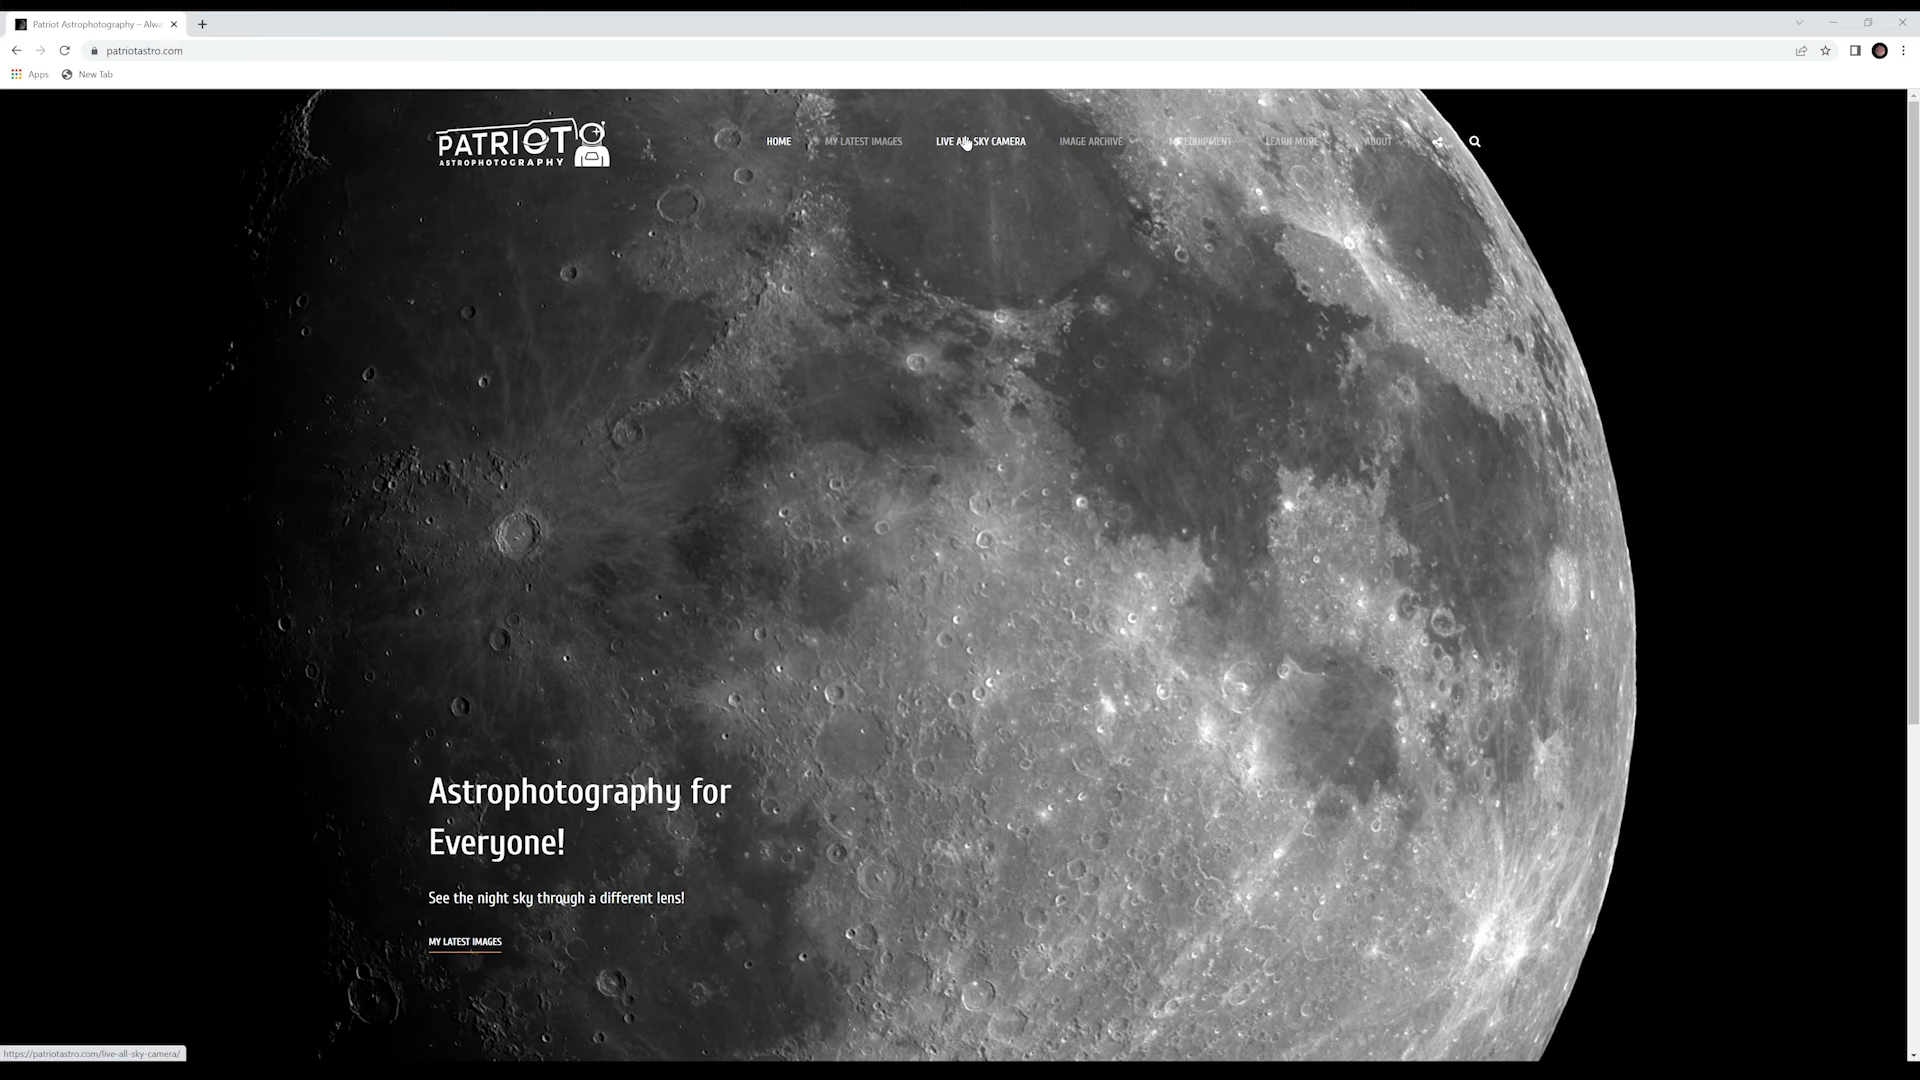 Patriot Astrophotography – Alwa
patriotastro.com
Apps
New Tab
PATRIOT
ASTROPHOTOGRAPHY
HOME
MY LATEST IMAGES
LIVE ALL SKY CAMERA
IMAGE ARCHIVE
MY EQUIPMENT
LEARN MORE
ABOUT
Astrophotography for
Everyone!
See the night sky through a different lens!
MY LATEST IMAGES
https://patriotastro.com/live-all-sky-camera/